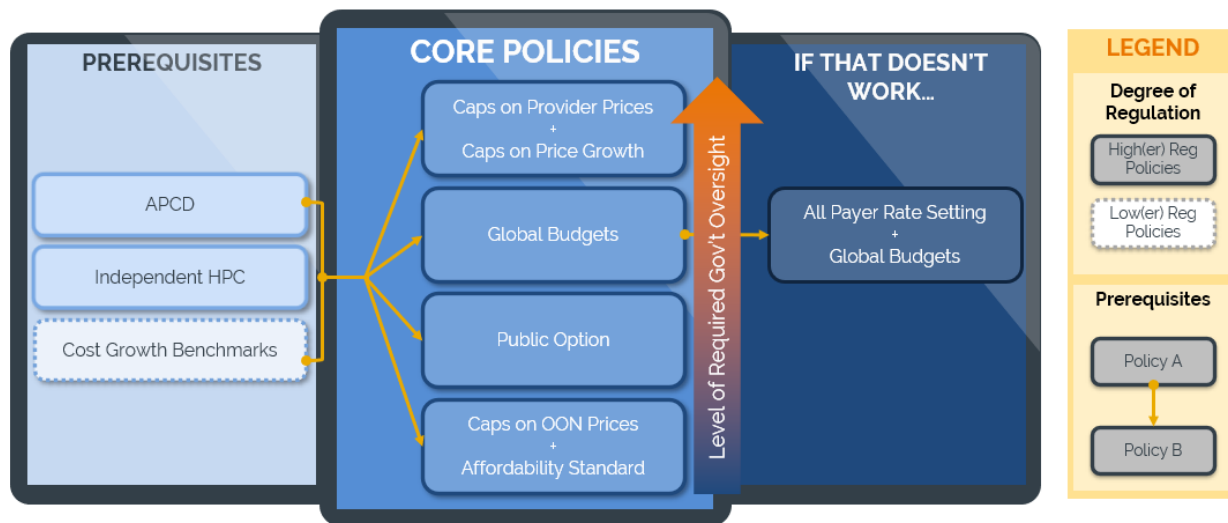 PREREQUISITES
APCD
Independent HPC
Cost Growth Benchmarks
CORE POLICIES
Caps on Provider Prices
+
Caps on Price Growth
Global Budgets
Public Option
Caps on OON Prices
+
Affordability Standard
Level of Required Gov't Oversight
IF THAT DOESN'T
WORK...
All Payer Rate Setting
+
Global Budgets
LEGEND
Degree of
Regulation
High(er) Reg
Policies
Low(er) Reg
Policies
Prerequisites
Policy A
Policy B